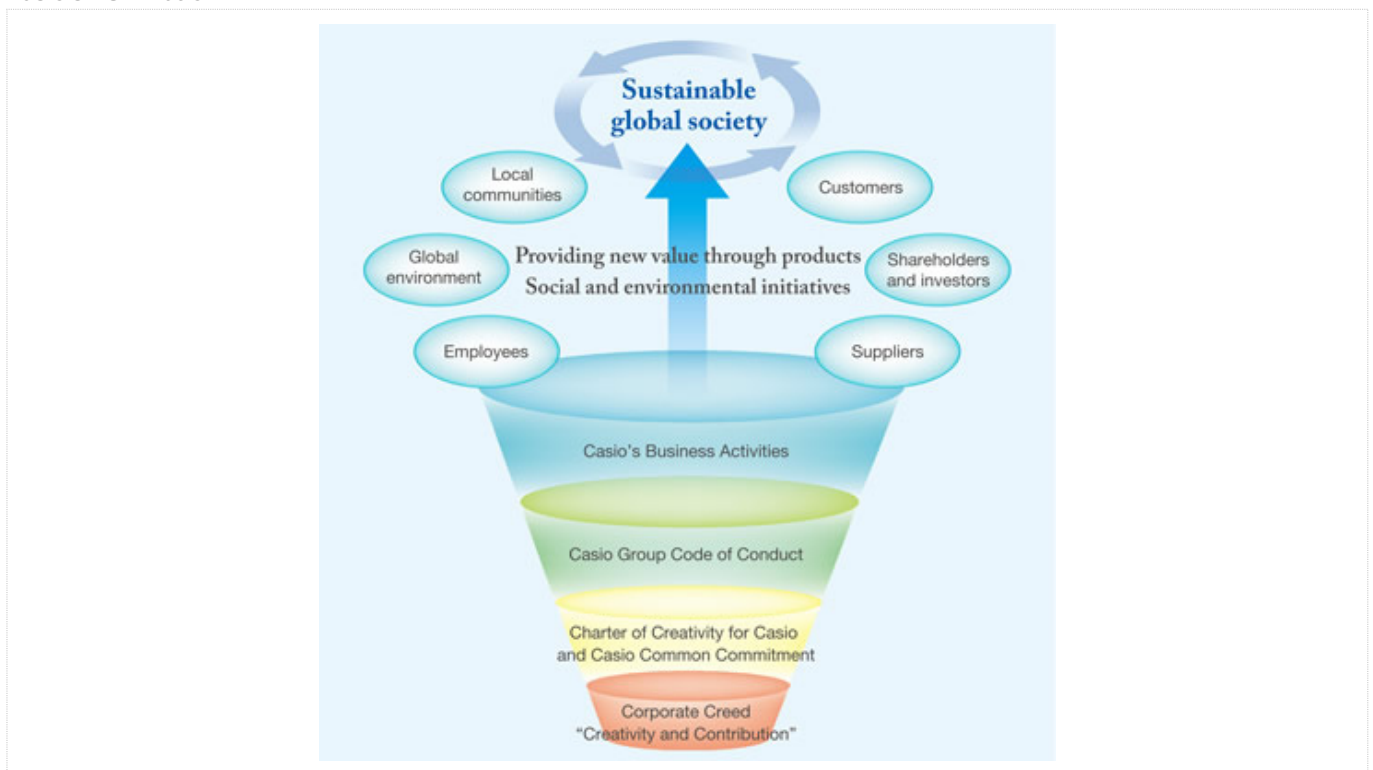 Sustainable
global society
Local
communities
Customers
Global
environment
Providing new value through products
Social and environmental initiatives
Shareholders
and investors
Employees
Suppliers
Casio's Business Activities
Casio Group Code of Conduct
Charter of Creativity for Casio
and Casio Common Commitment
Corporate Creed
“Creativity and Contribution”